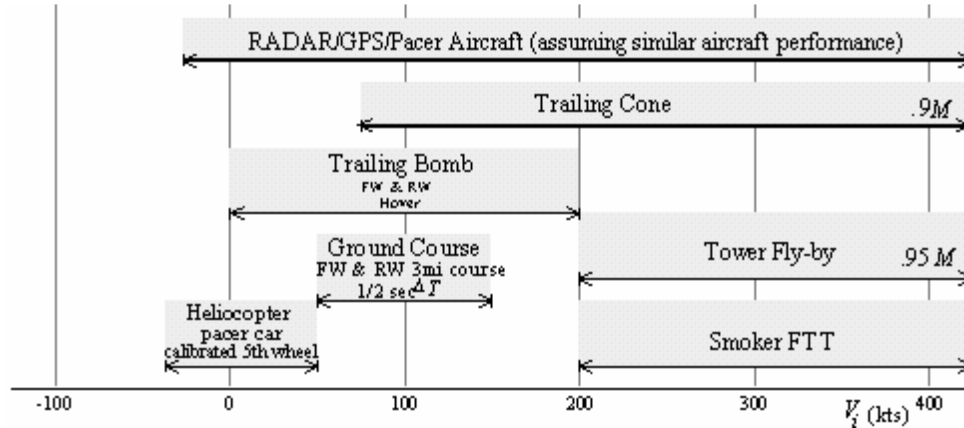 RADAR/GPS/Pacer Aircraft (assuming similar aircraft performance)
Trailing Cone
.9M
Trailing Bomb
FW & RW
Hover
Ground Course
FW & RW 3mi course
1/2 sec ΔT
Tower Fly-by
.95 M
Heliocopter
pacer car
calibrated 5th wheel
Smoker FTT
-100 0 100 200 300 400
Vi (kts)